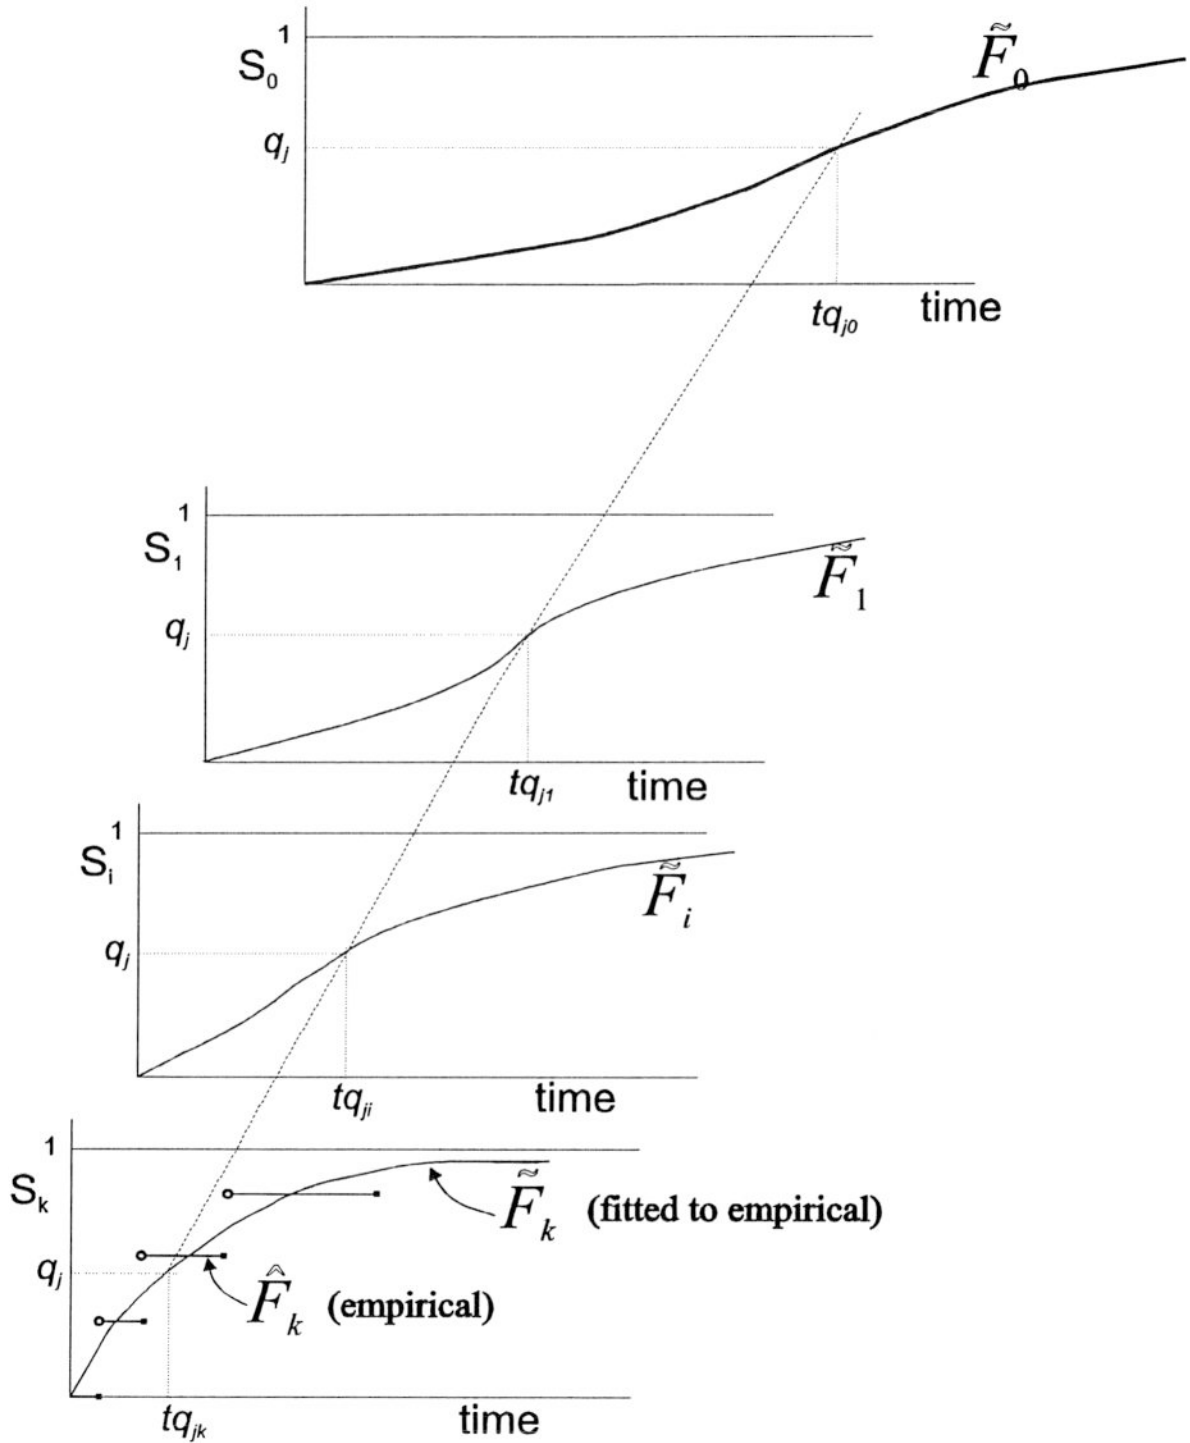 1
S₀
F̃₀
qⱼ
tqⱼ₀ time
1
S₁
F̃̃₁
qⱼ
tqⱼ₁ time
1
Sᵢ
F̃̃ᵢ
qⱼ
tqⱼᵢ time
1
Sₖ
F̃̃ₖ (fitted to empirical)
qⱼ
F̂ₖ (empirical)
tqⱼₖ time